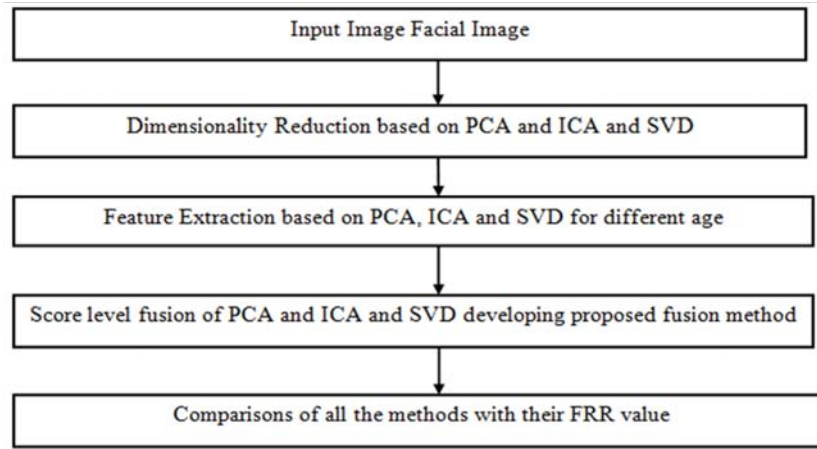 Input Image Facial Image
Dimensionality Reduction based on PCA and ICA and SVD
Feature Extraction based on PCA, ICA and SVD for different age
Score level fusion of PCA and ICA and SVD developing proposed fusion method
Comparisons of all the methods with their FRR value